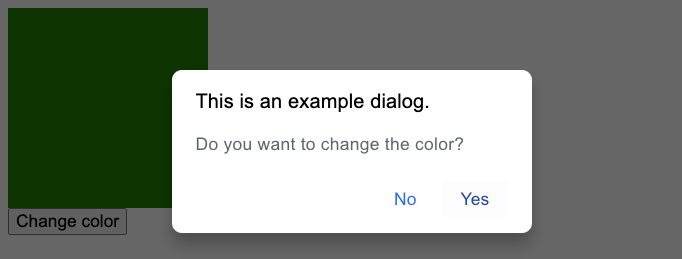 This is an example dialog.
Do you want to change the color?
No Yes
Change color